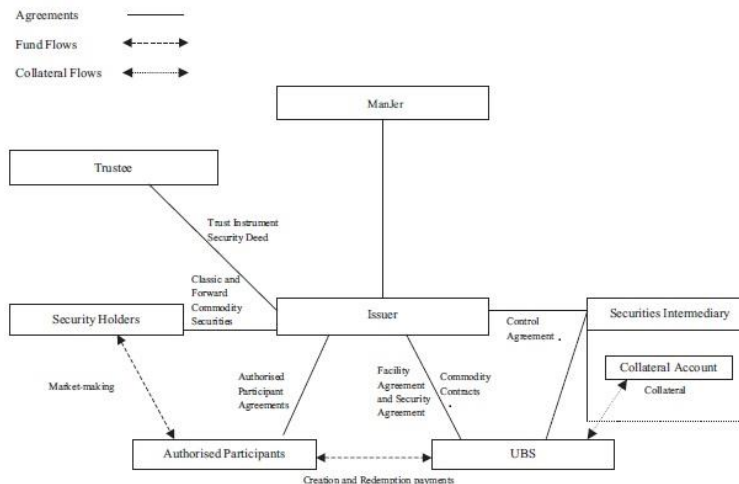 Agreements
Fund Flows
Collateral Flows
ManJer
Trustee
Trust Instrument
Security Deed
Classic and
Forward
Commodity
Securities
Security Holders
Issuer
Securities Intermediary
Control
Agreement
Collateral Account
Collateral
Market-making
Authorised
Participant
Agreements
Facility
Agreement
and Security
Agreement
Commodity
Contracts
Authorised Participants
UBS
Creation and Redemption payments